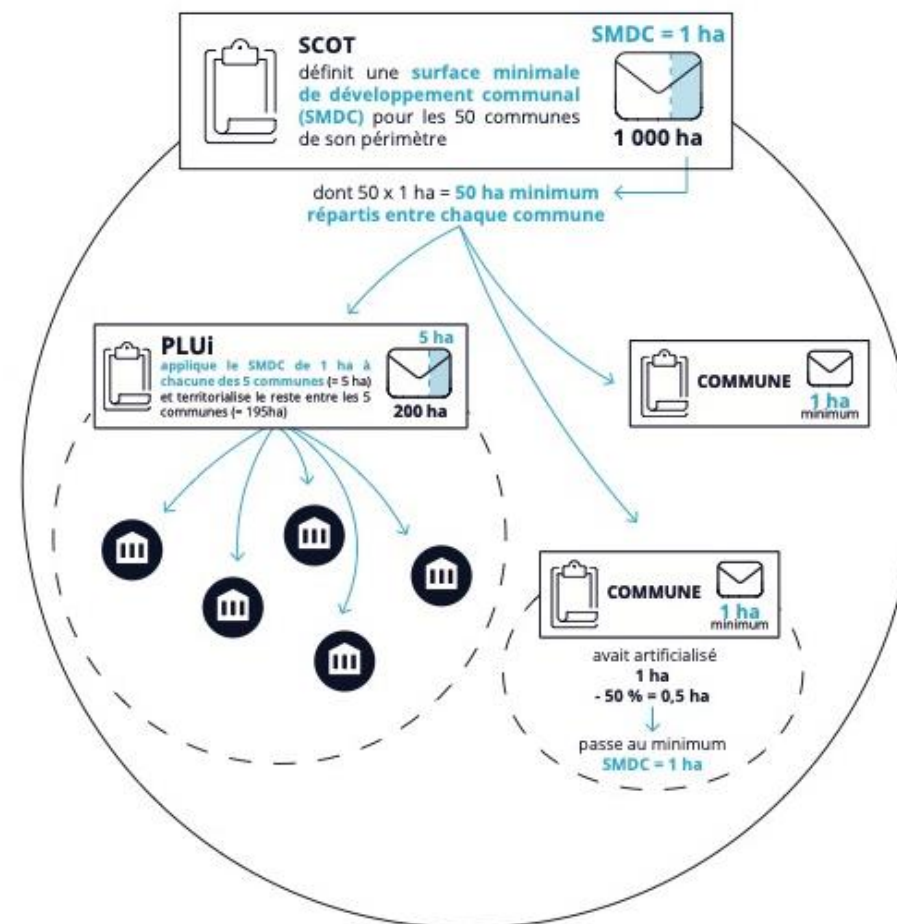 SCOT
définit une surface minimale
de développement communal
(SMDC) pour les 50 communes
de son périmètre
SMDC = 1 ha
1 000 ha
dont 50 x 1 ha = 50 ha minimum
répartis entre chaque commune
PLUi
applique le SMDC de 1 ha à
chacune des 5 communes (= 5 ha)
et territorialise le reste entre les 5
communes (= 195ha)
5 ha
200 ha
COMMUNE
1 ha
minimum
COMMUNE
1 ha
minimum
avait artificialisé
1 ha
- 50 % = 0,5 ha
passe au minimum
SMDC = 1 ha